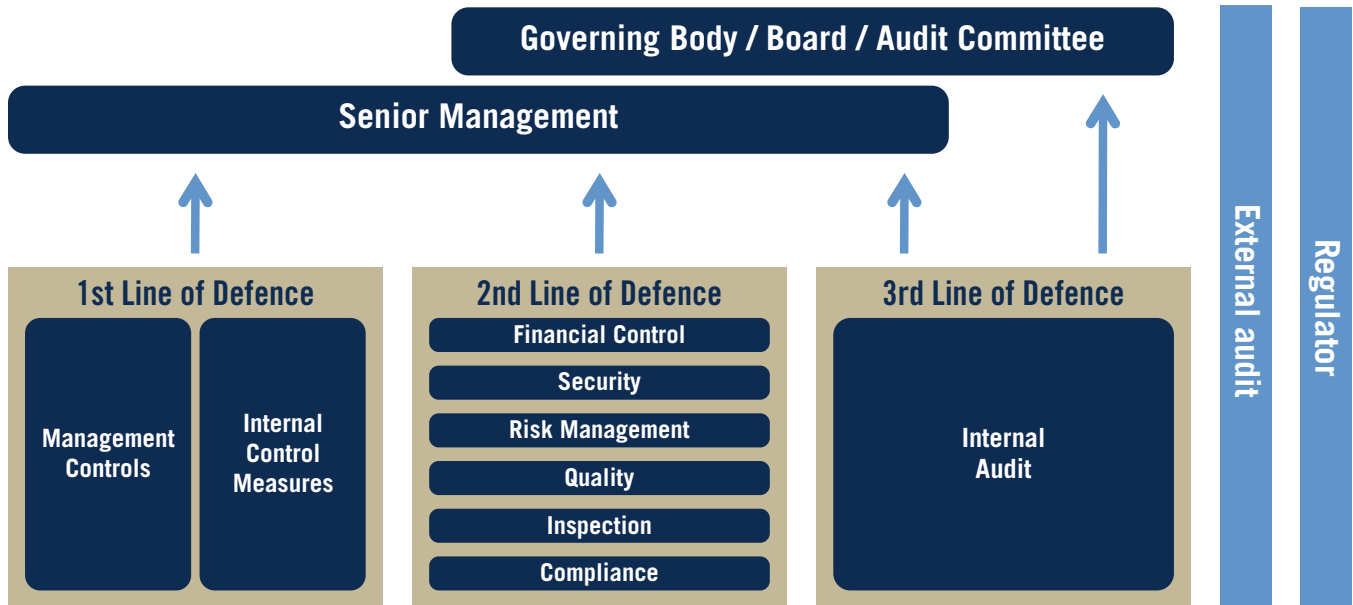 Governing Body / Board / Audit Committee
Senior Management
1st Line of Defence
Management
Controls
Internal
Control
Measures
2nd Line of Defence
Financial Control
Security
Risk Management
Quality
Inspection
Compliance
3rd Line of Defence
Internal
Audit
External audit
Regulator